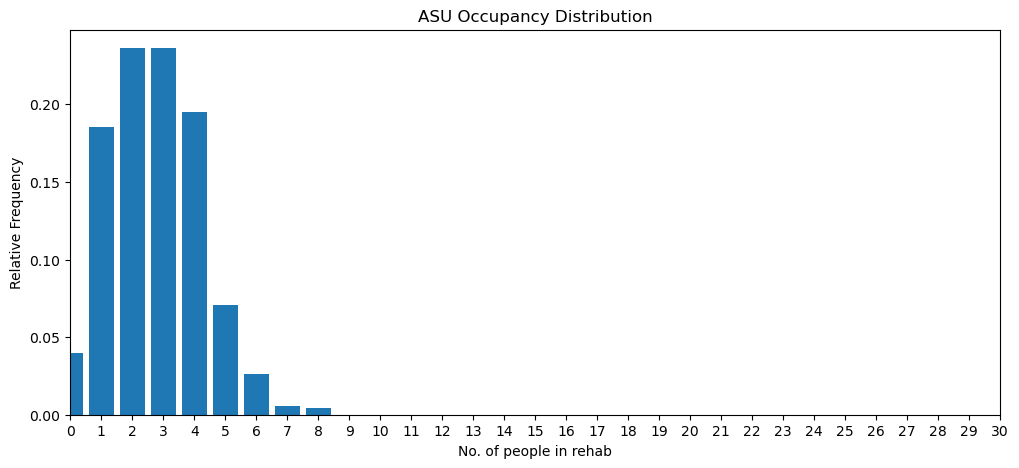 ASU Occupancy Distribution
Relative Frequency
0.20
0.15
0.10
0.05
0.00
0 1 2 3 4 5 6 7 8 9 10 11 12 13 14 15 16 17 18 19 20 21 22 23 24 25 26 27 28 29 30
No. of people in rehab